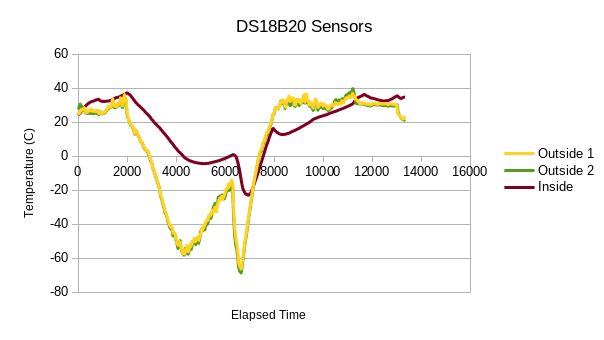 DS18B20 Sensors
60
40
20
0
-20
-40
-60
-80
0 2000 4000 6000 8000 10000 12000 14000 16000
Temperature (C)
Elapsed Time
Outside 1
Outside 2
Inside